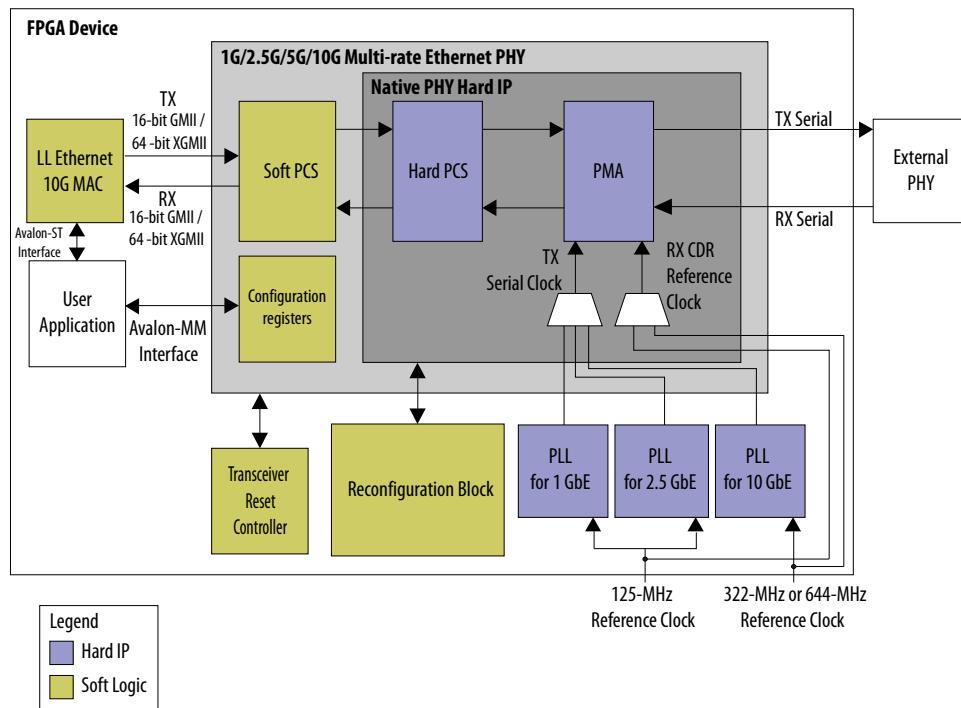 FPGA Device
1G/2.5G/5G/10G Multi-rate Ethernet PHY
Native PHY Hard IP
TX
16-bit GMII /
64 -bit XGMII
LL Ethernet
10G MAC
RX
16-bit GMII /
64 -bit XGMII
Soft PCS
Hard PCS
PMA
TX Serial
RX Serial
External
PHY
Avalon-ST
Interface
User
Application
Avalon-MM
Interface
Configuration
registers
TX
Serial Clock
RX CDR
Reference
Clock
Transceiver
Reset
Controller
Reconfiguration Block
PLL
for 1 GbE
PLL
for 2.5 GbE
PLL
for 10 GbE
125-MHz
Reference Clock
322-MHz or 644-MHz
Reference Clock
Legend
Hard IP
Soft Logic